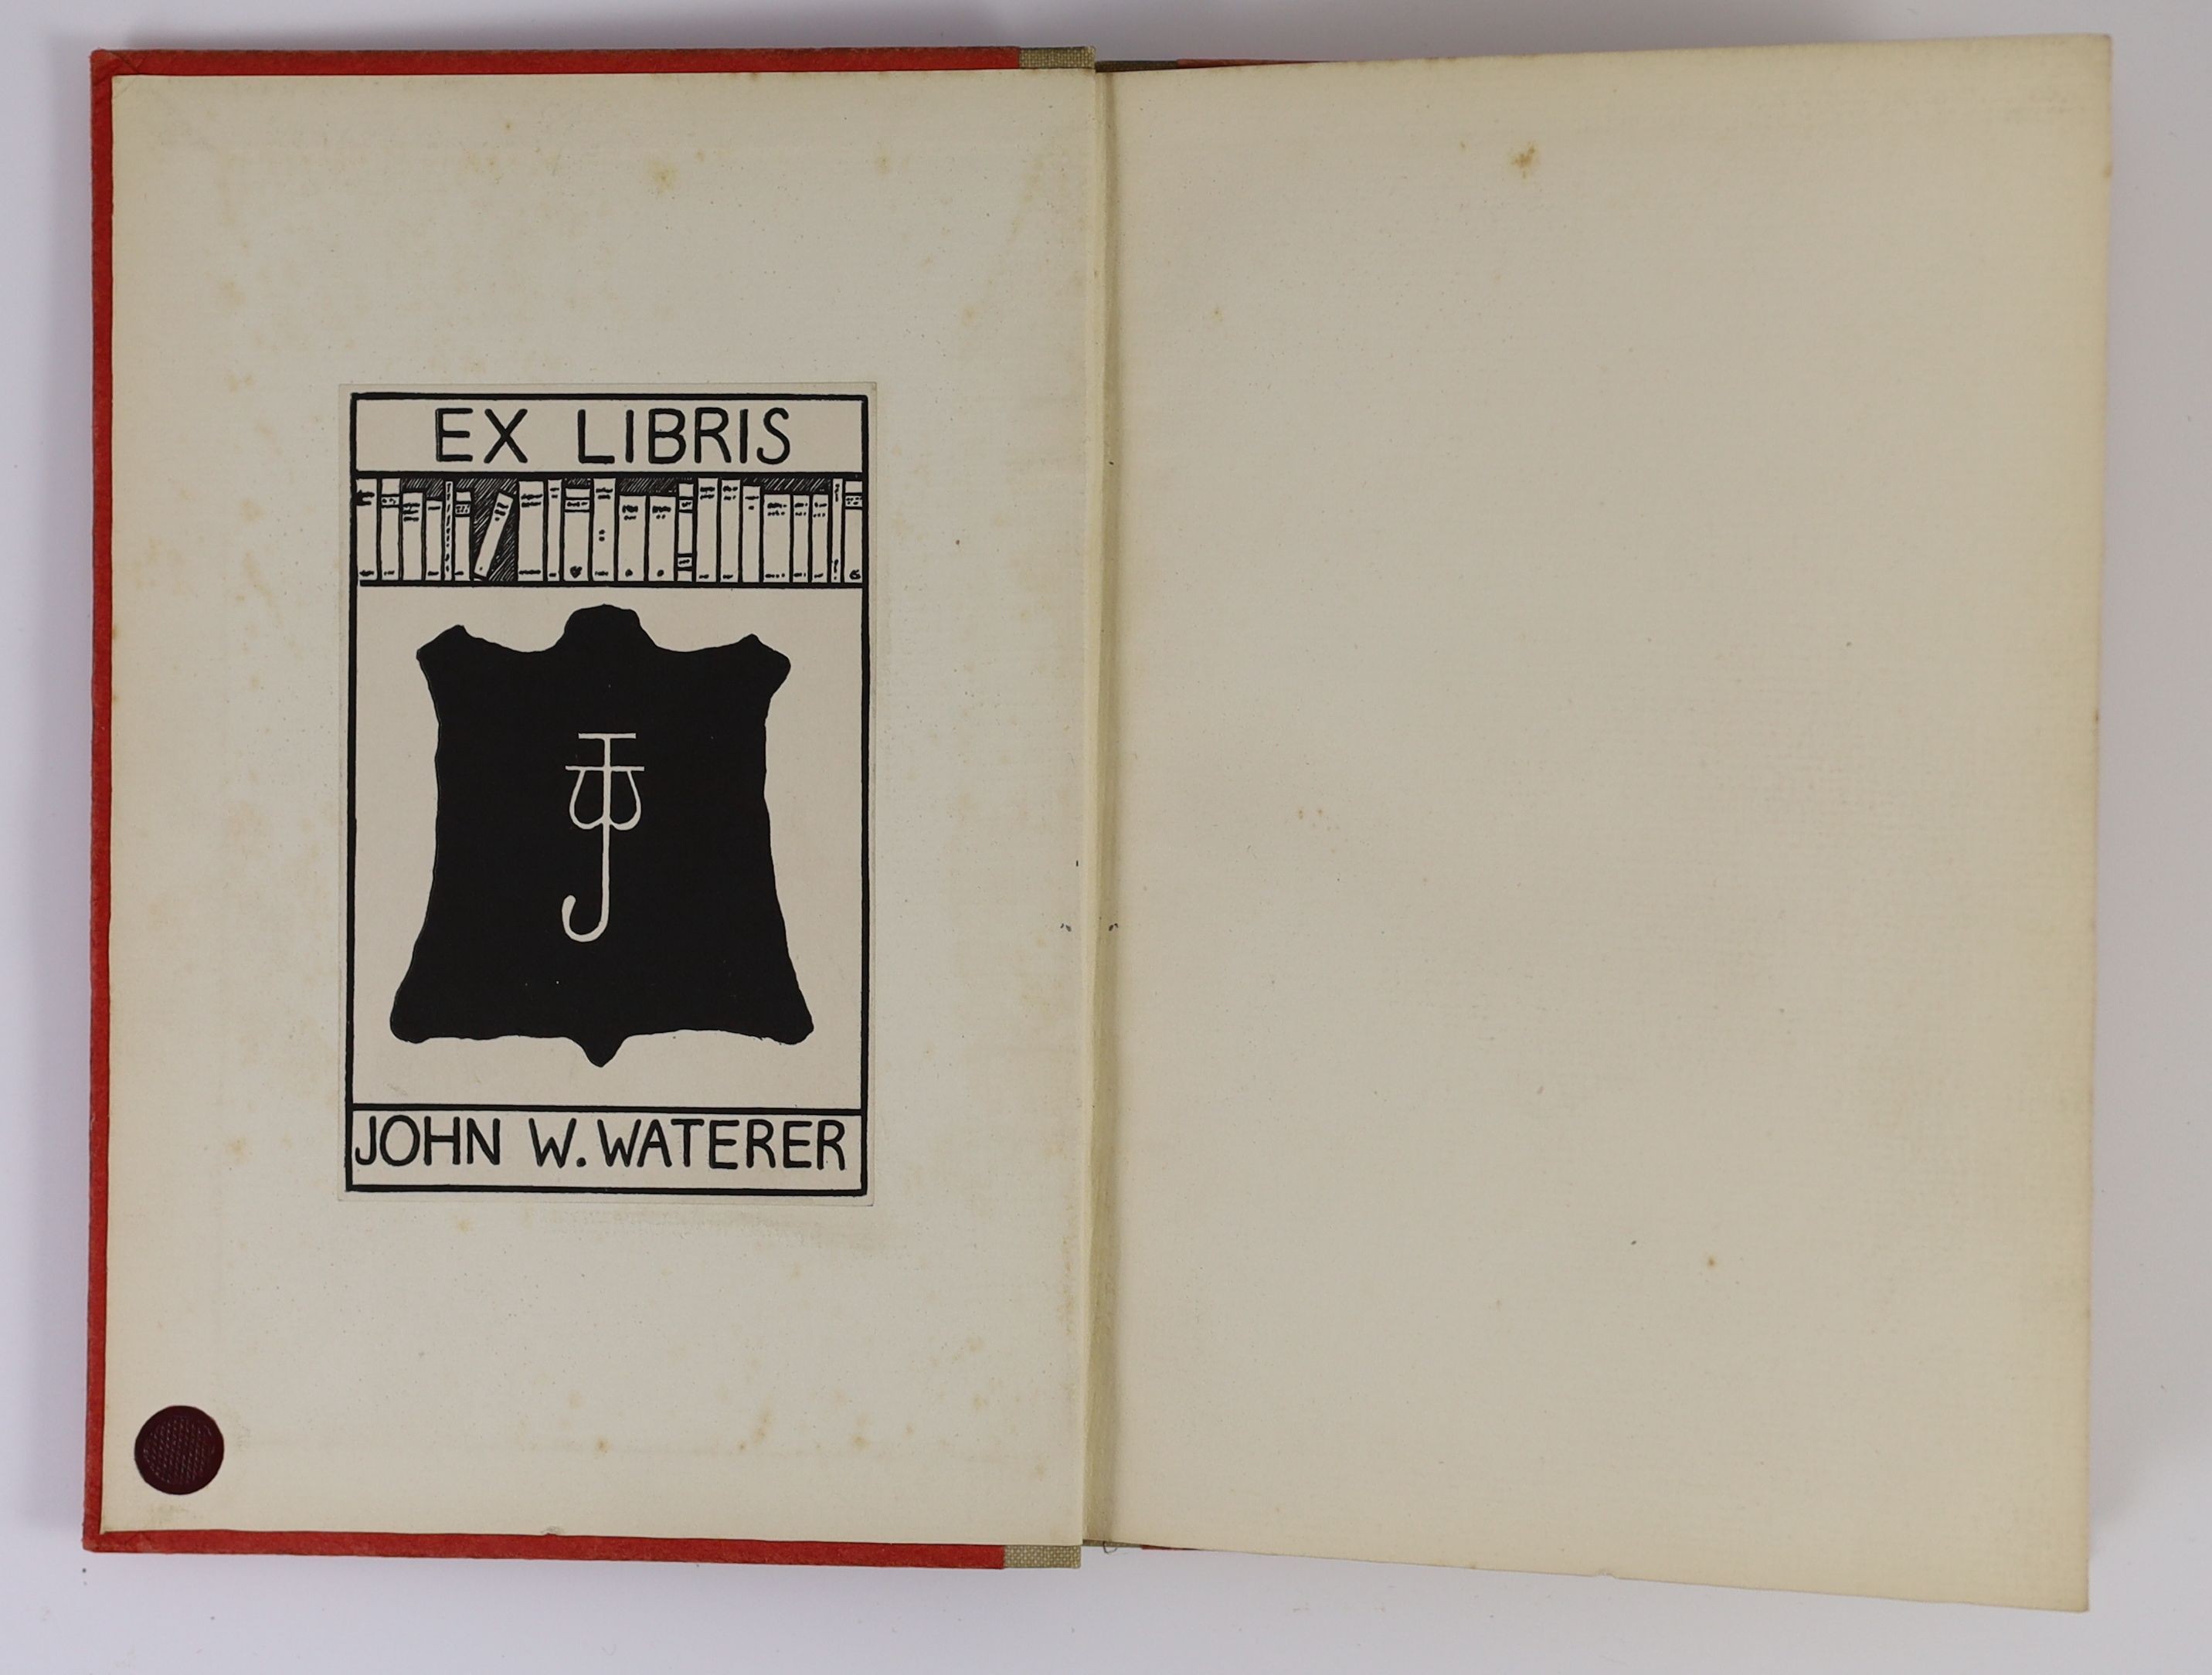 EX LIBRIS
JOHN W. WATERER